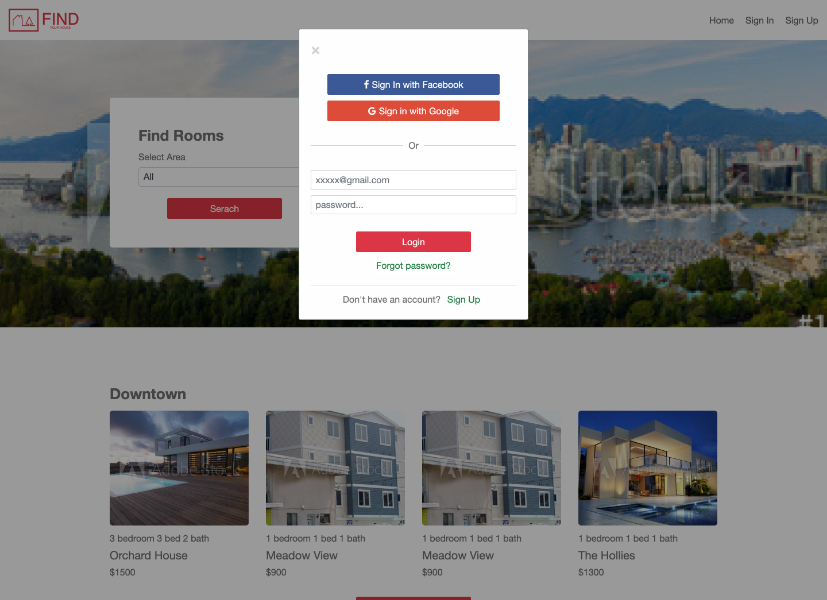 FIND
Home
Sign In
Sign Up
×
Sign In with Facebook
Sign in with Google
Or
xxxxx@gmail.com
password...
Login
Forgot password?
Don't have an account? Sign Up
Find Rooms
Select Area
All
Serach
Stock
#1
Downtown
3 bedroom 3 bed 2 bath
Orchard House
$1500
1 bedroom 1 bed 1 bath
Meadow View
$900
1 bedroom 1 bed 1 bath
Meadow View
$900
1 bedroom 1 bed 1 bath
The Hollies
$1300